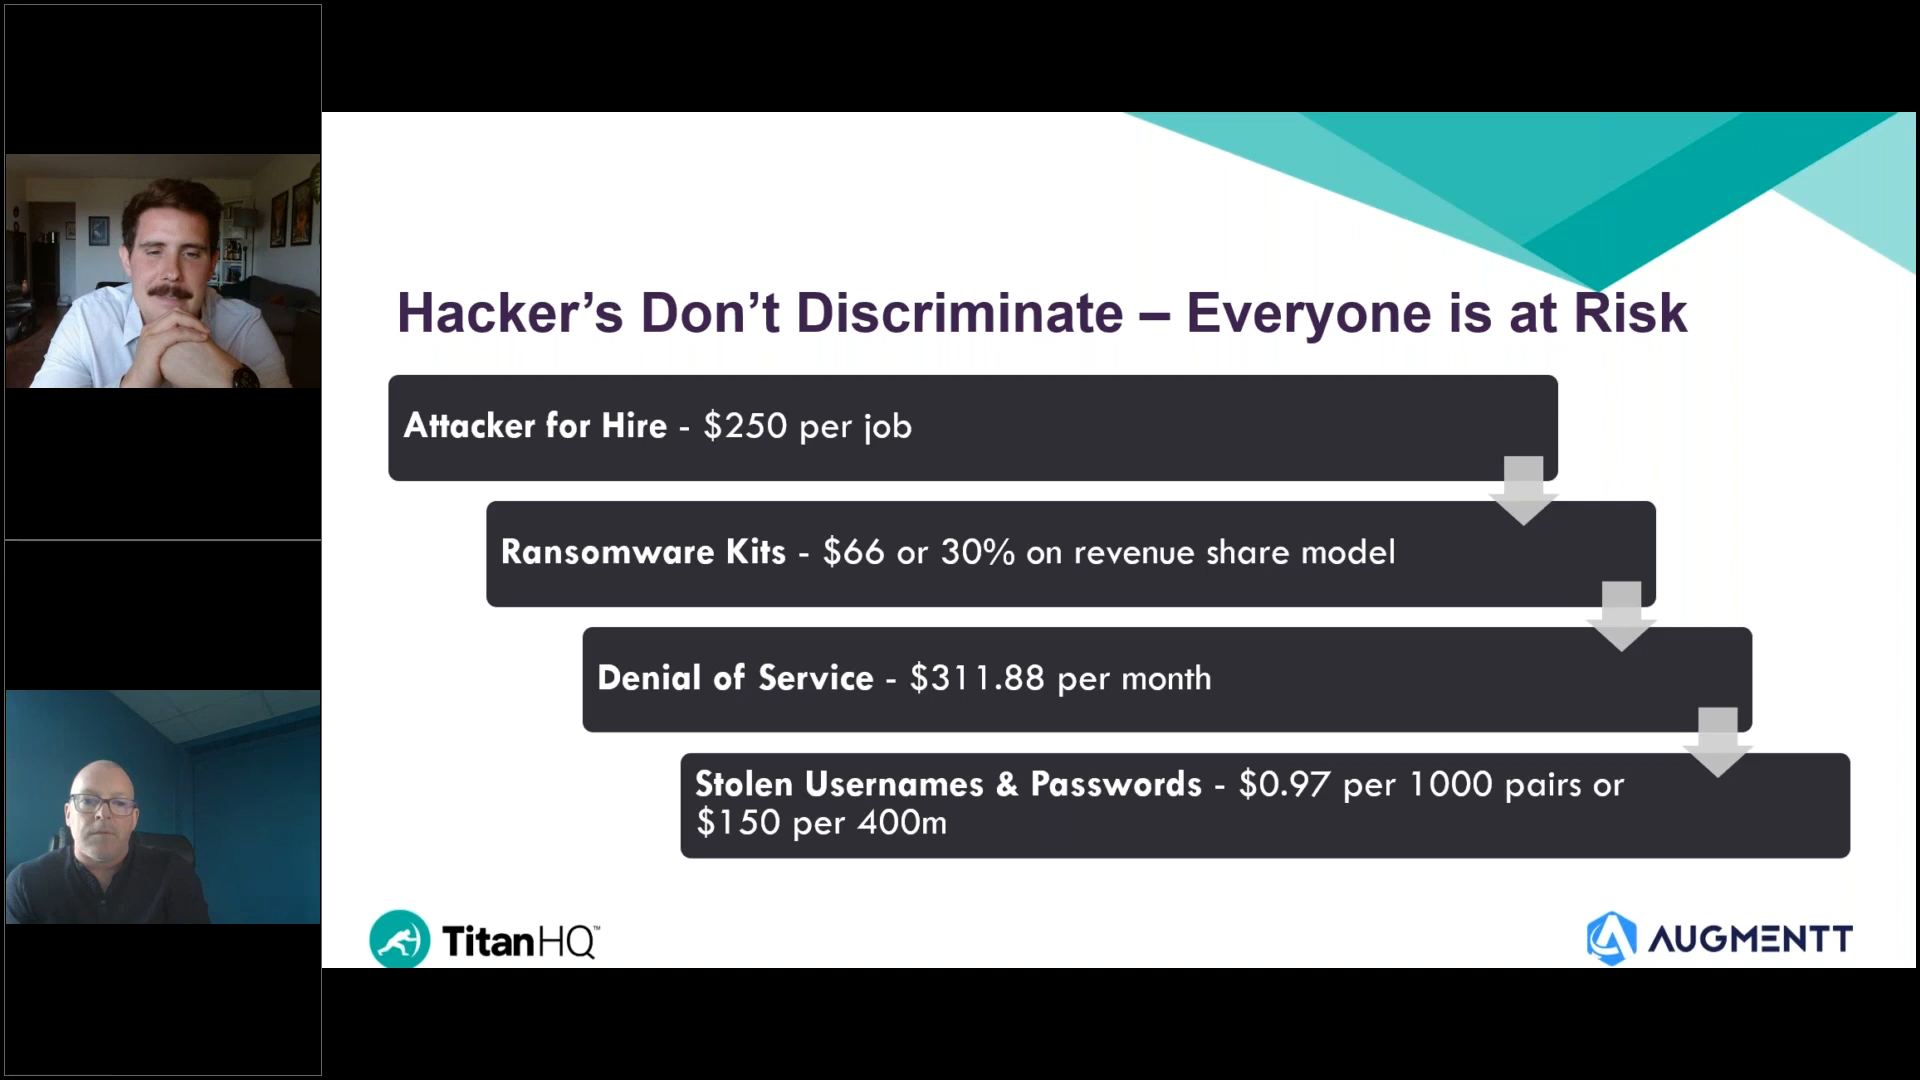 Hacker’s Don’t Discriminate – Everyone is at Risk
Attacker for Hire - $250 per job
Ransomware Kits - $66 or 30% on revenue share model
Denial of Service - $311.88 per month
Stolen Usernames & Passwords - $0.97 per 1000 pairs or
$150 per 400m
TitanHQ™
AUGMENTT